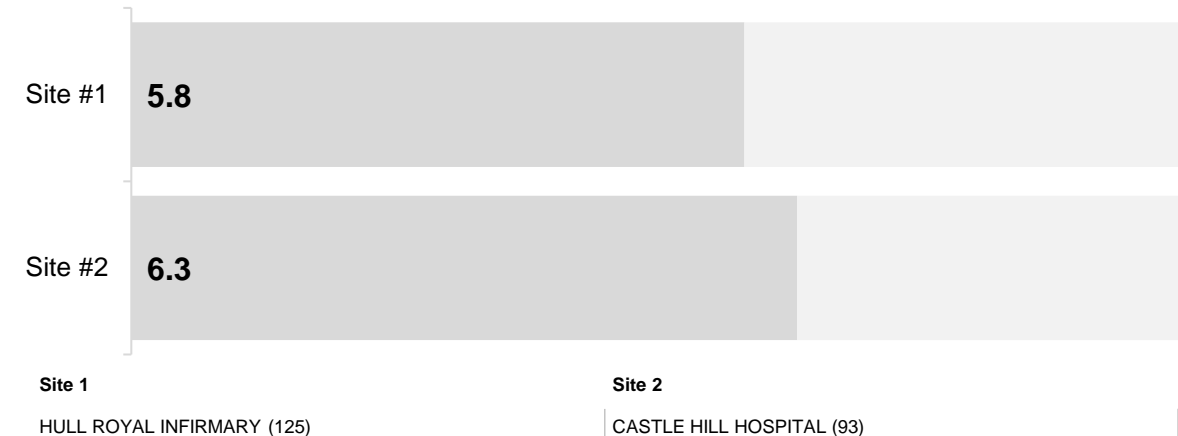 Site #1 5.8
Site #2 6.3
Site 1 Site 2
HULL ROYAL INFIRMARY (125) CASTLE HILL HOSPITAL (93)